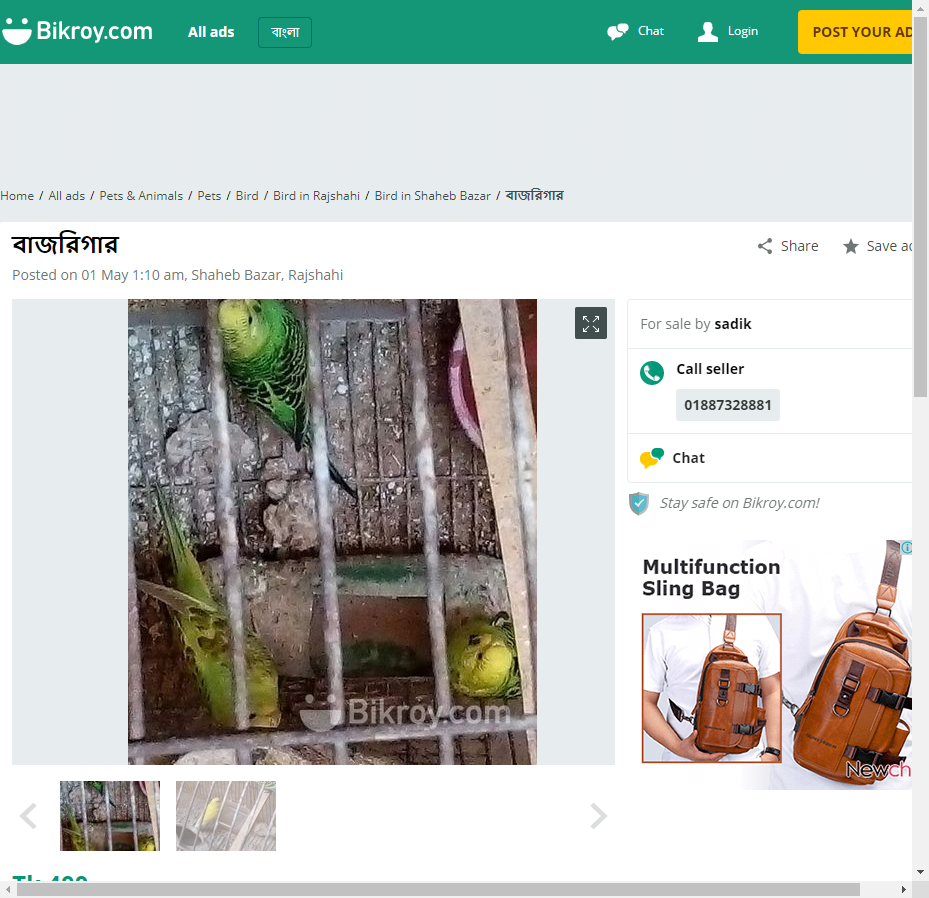 Bikroy.com
All ads
বাংলা
Chat
Login
POST YOUR AD
Home / All ads / Pets & Animals / Pets / Bird / Bird in Rajshahi / Bird in Shaheb Bazar / বাজরিগার
বাজরিগার
Share
Save ad
Posted on 01 May 1:10 am, Shaheb Bazar, Rajshahi
For sale by sadik
Call seller
01887328881
Chat
Stay safe on Bikroy.com!
Multifunction
Sling Bag
Bikroy.com
Newch